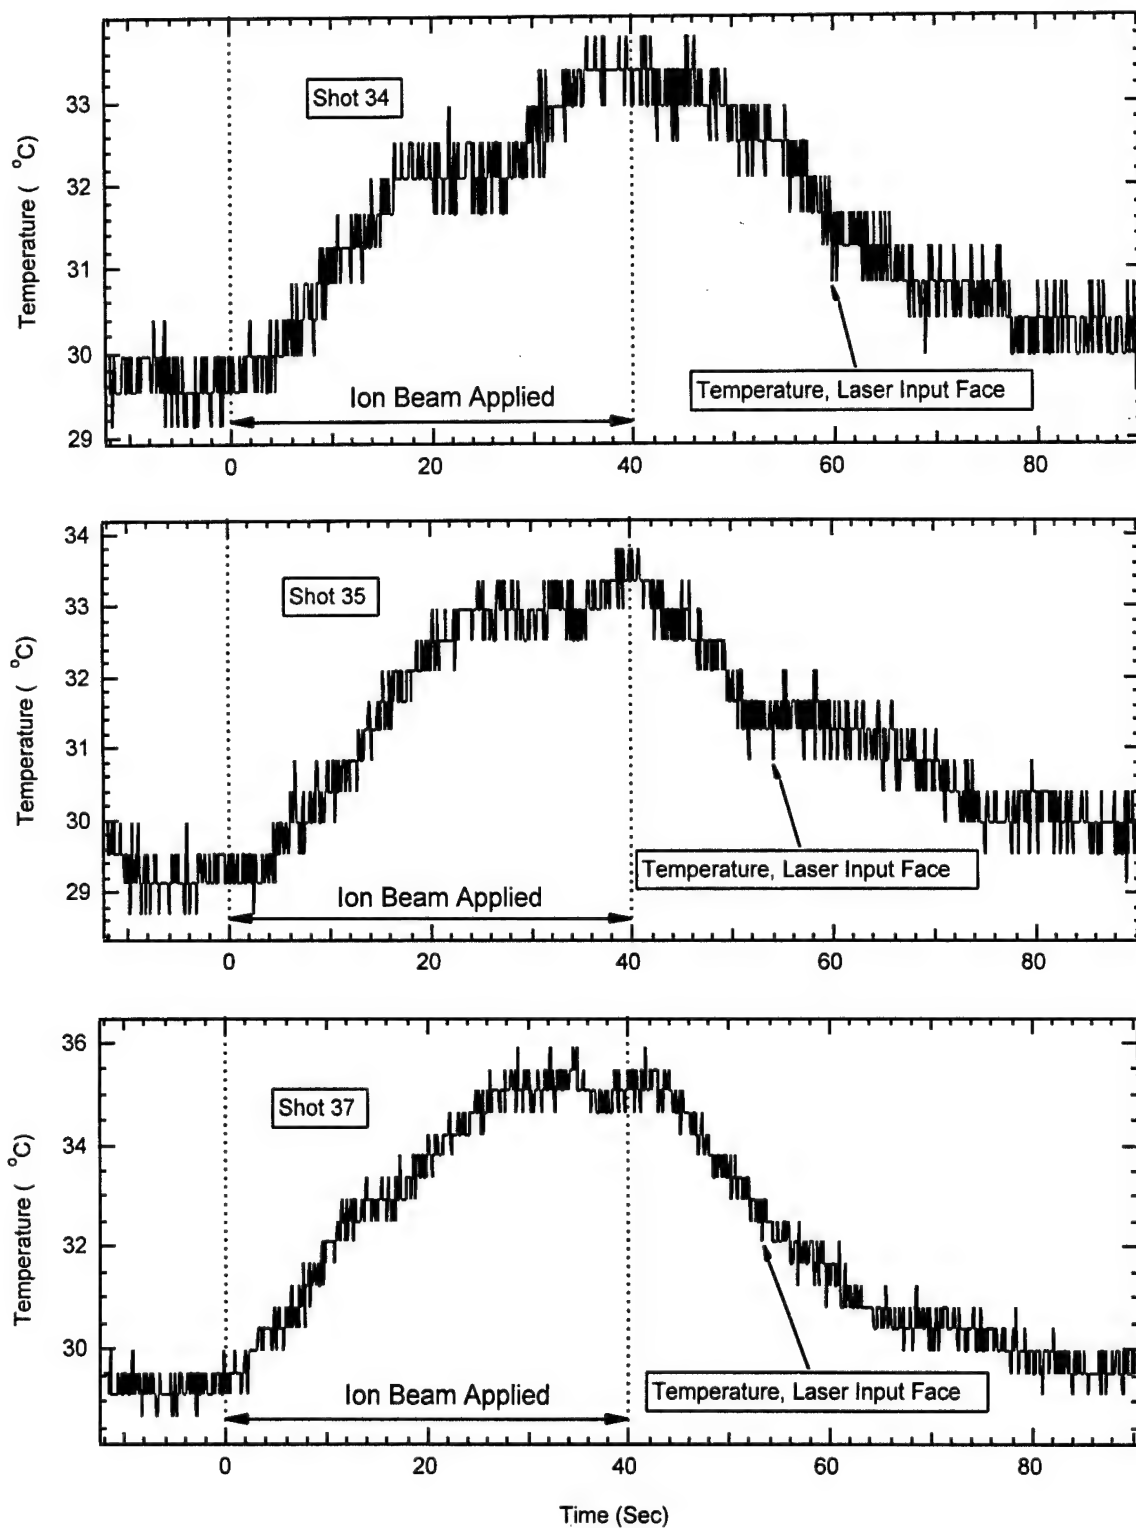 Shot 34
Temperature ( °C)
33
32
31
30
29
Ion Beam Applied
Temperature, Laser Input Face
0 20 40 60 80
Shot 35
Temperature ( °C)
34
33
32
31
30
29
Ion Beam Applied
Temperature, Laser Input Face
0 20 40 60 80
Shot 37
Temperature ( °C)
36
34
32
30
Ion Beam Applied
Temperature, Laser Input Face
0 20 40 60 80
Time (Sec)